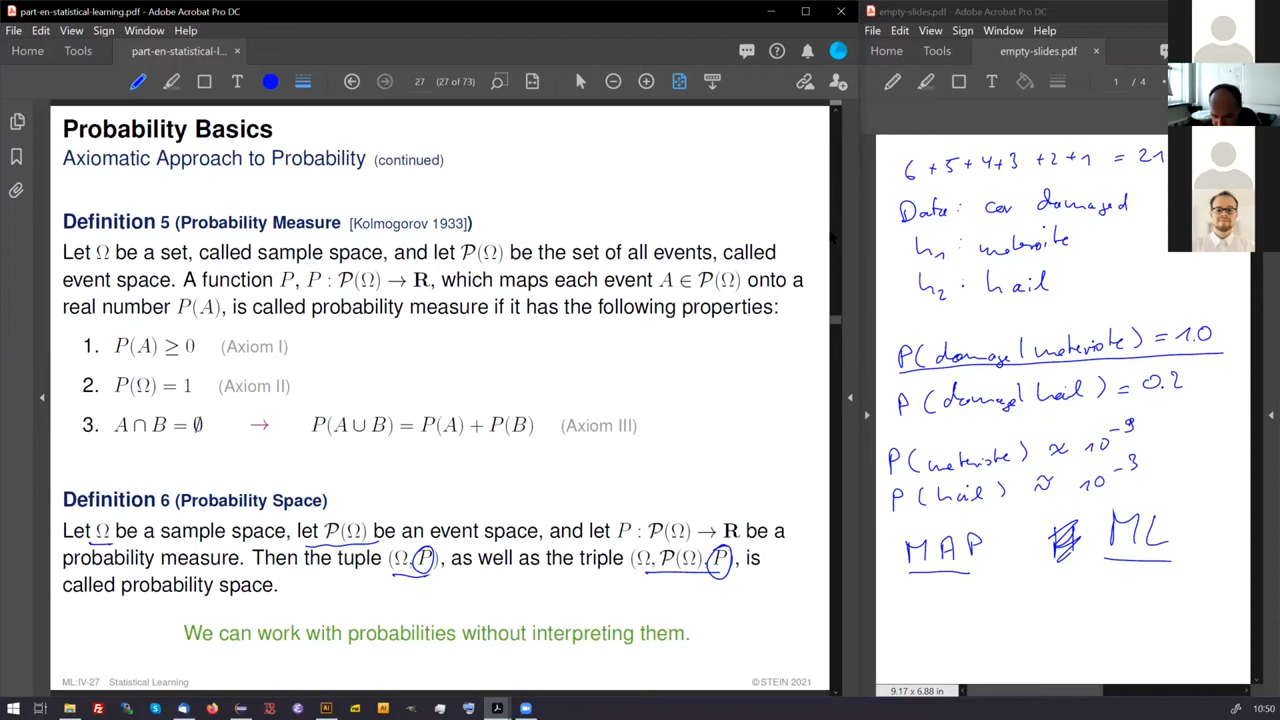 part-en-statistical-learning.pdf - Adobe Acrobat Pro DC
File Edit View Sign Window Help
Home Tools part-en-statistical-l... ×
27 (27 of 73)
Probability Basics
Axiomatic Approach to Probability (continued)
Definition 5 (Probability Measure [Kolmogorov 1933])
Let Ω be a set, called sample space, and let 𝒫(Ω) be the set of all events, called
event space. A function P, P : 𝒫(Ω) → R, which maps each event A ∈ 𝒫(Ω) onto a
real number P(A), is called probability measure if it has the following properties:
1. P(A) ≥ 0 (Axiom I)
2. P(Ω) = 1 (Axiom II)
3. A ∩ B = ∅ → P(A ∪ B) = P(A) + P(B) (Axiom III)
Definition 6 (Probability Space)
Let Ω be a sample space, let 𝒫(Ω) be an event space, and let P : 𝒫(Ω) → R be a
probability measure. Then the tuple (Ω, P), as well as the triple (Ω, 𝒫(Ω), P), is
called probability space.
We can work with probabilities without interpreting them.
ML:IV-27 Statistical Learning © STEIN 2021
empty-slides.pdf - Adobe Acrobat Pro DC
File Edit View Sign Window Help
Home Tools empty-slides.pdf ×
1 / 4
6 + 5 + 4 + 3 + 2 + 1 = 21
Data: car damaged
h1 : meteroite
h2 : hail
P(damage | meteriote) = 1.0
P(damage | hail) = 0.2
P(meteriote) ≈ 10^-9
P(hail) ≈ 10^-3
MAP ML
9.17 x 6.88 in
10:50